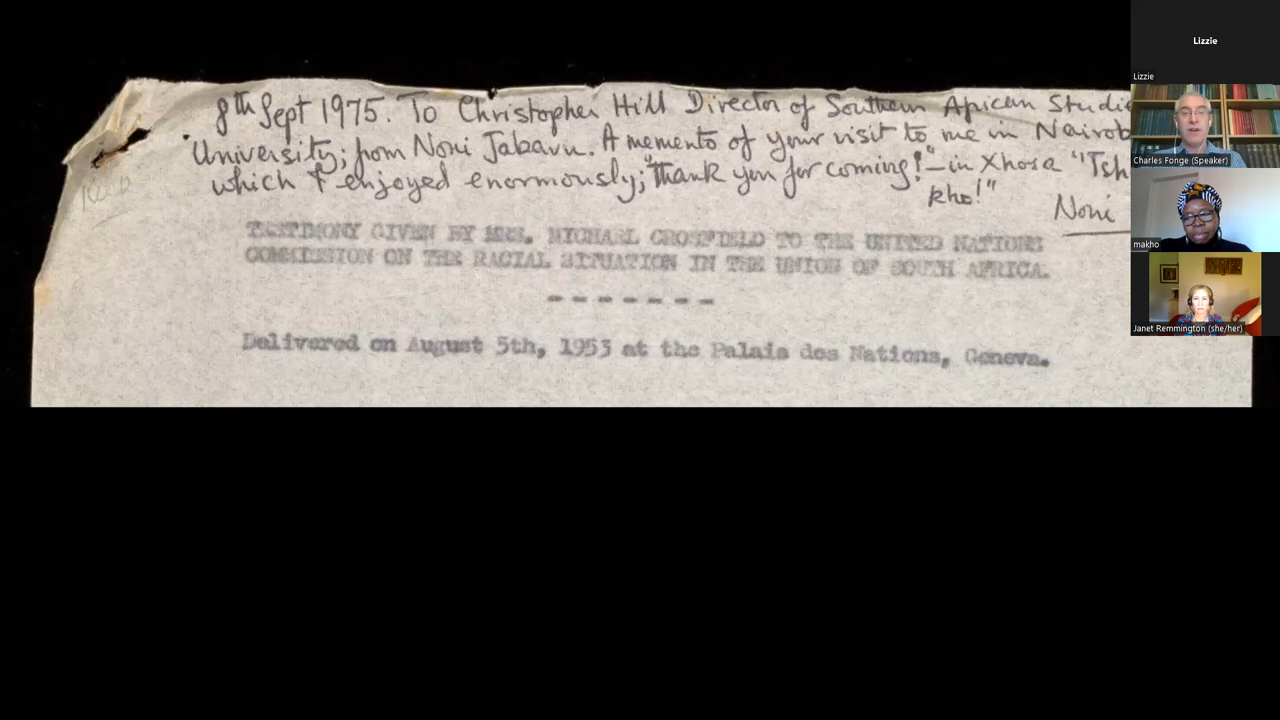 8th Sept 1975. To Christopher Hill Director of Southern African Studie
University; from Noni Jabavu. A memento of your visit to me in Nairob
which I enjoyed enormously; "Thank you for coming!" – in Xhosa "Tsh
kho!"
Noni
TESTIMONY GIVEN BY MRS. MICHAEL CROSFIELD TO THE UNITED NATIONS
COMMISSION ON THE RACIAL SITUATION IN THE UNION OF SOUTH AFRICA.
- - - - - - -
Delivered on August 5th, 1953 at the Palais des Nations, Geneva.
Lizzie
Lizzie
Charles Fonge (Speaker)
makho
Janet Remmington (she/her)